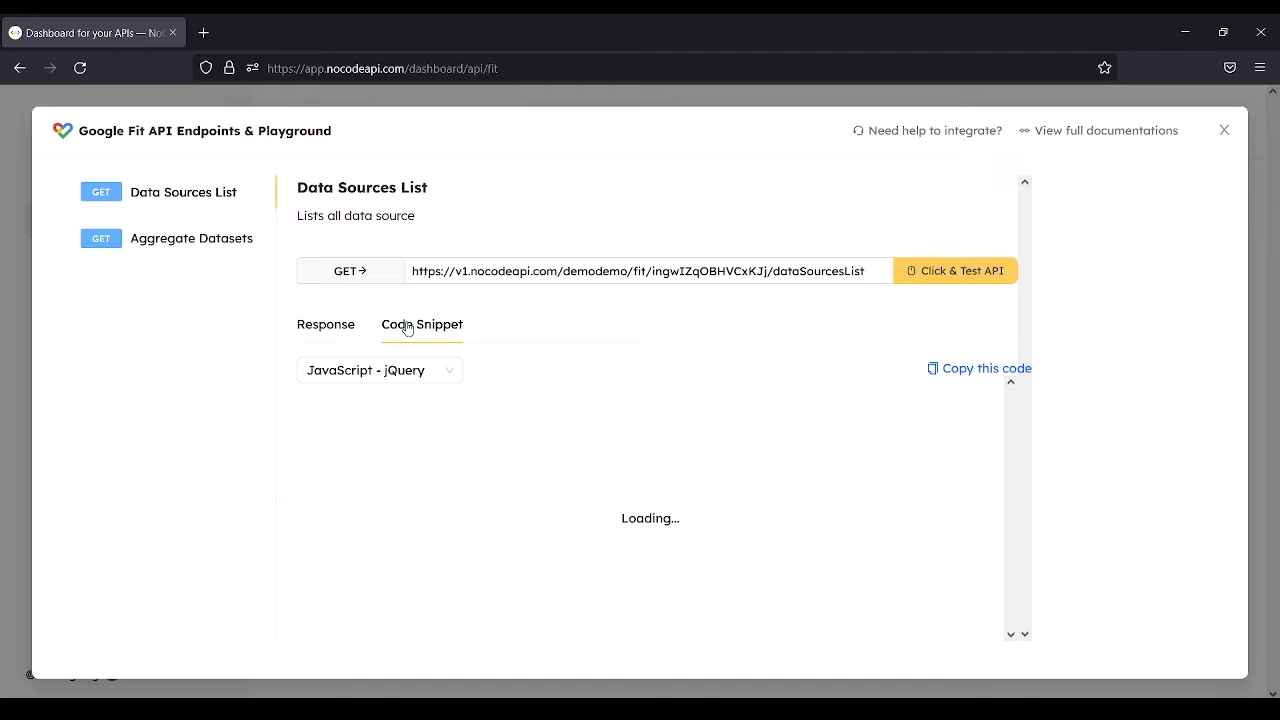 Dashboard for your APIs — NoC
https://app.nocodeapi.com/dashboard/api/fit
Google Fit API Endpoints & Playground
Need help to integrate?
View full documentations
GET Data Sources List
GET Aggregate Datasets
Data Sources List
Lists all data source
GET→ https://v1.nocodeapi.com/demodemo/fit/ingwIZqOBHVCxKJj/dataSourcesList Click & Test API
Response Code Snippet
JavaScript - jQuery
Copy this code
Loading...